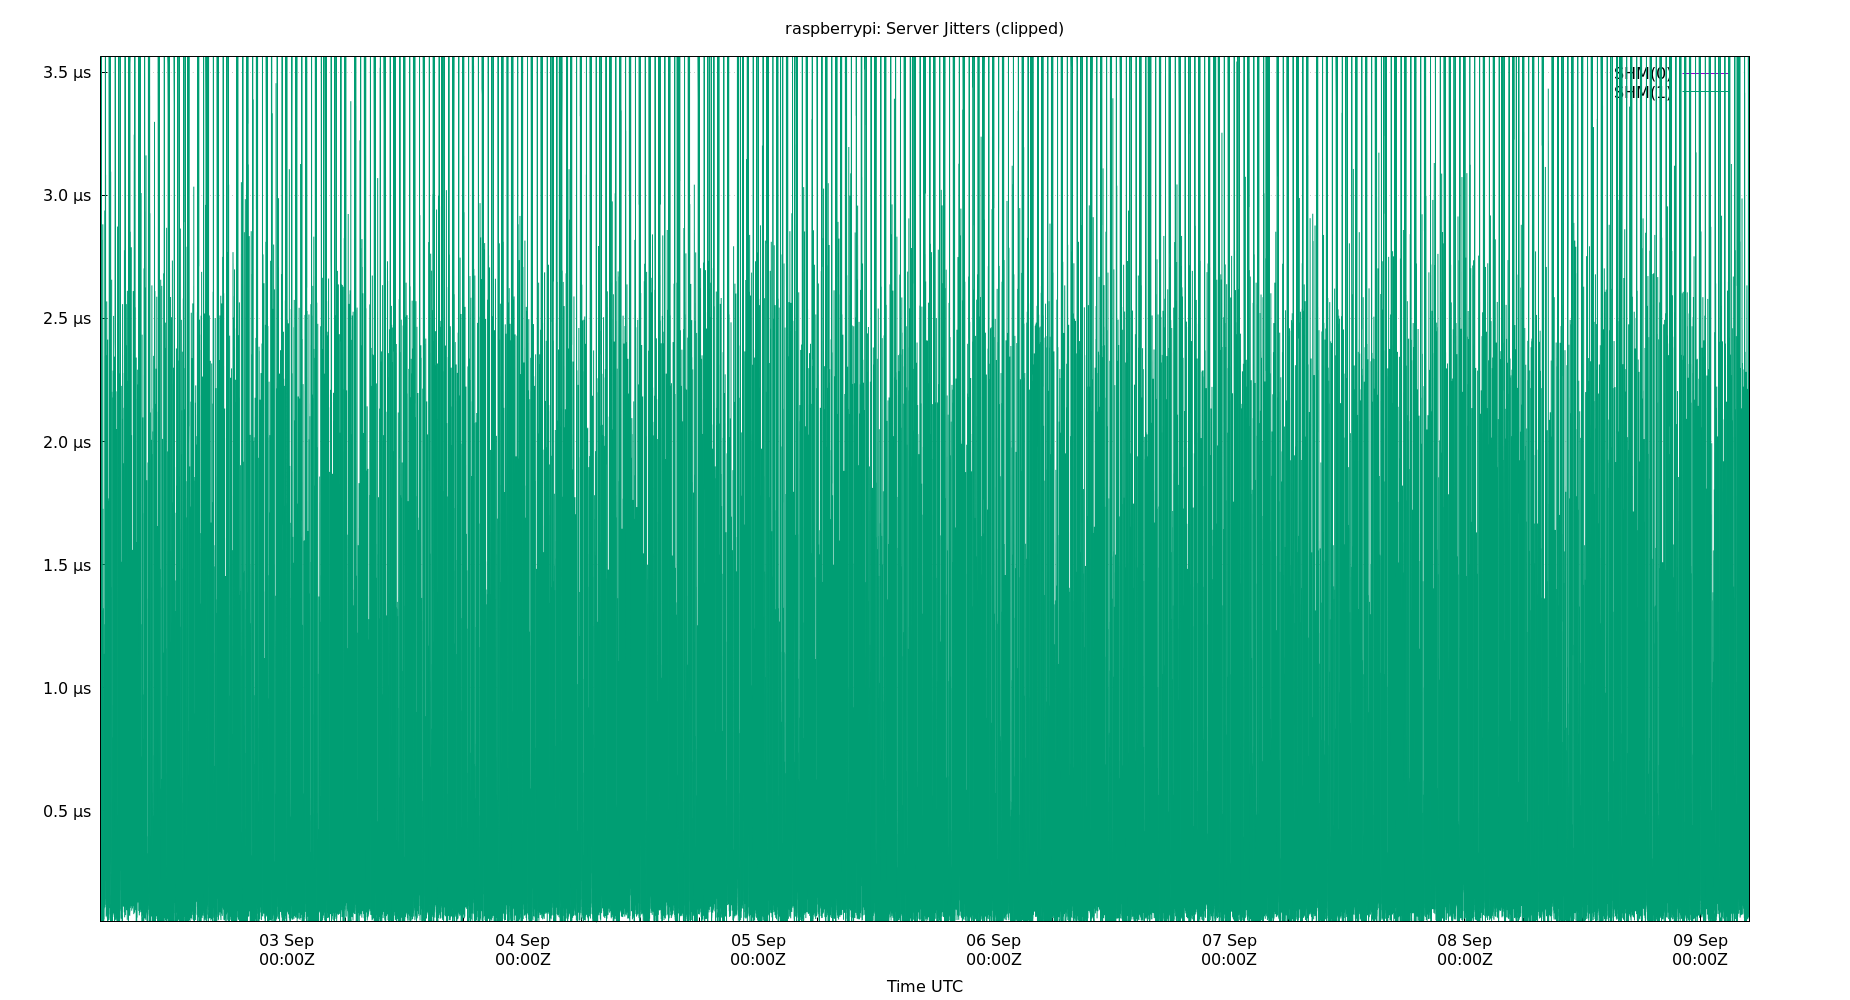 raspberrypi: Server Jitters (clipped)
3.5 µs
SHM(0)
SHM(1)
3.0 µs
2.5 µs
2.0 µs
1.5 µs
1.0 µs
0.5 µs
03 Sep 04 Sep 05 Sep 06 Sep 07 Sep 08 Sep 09 Sep
00:00Z 00:00Z 00:00Z 00:00Z 00:00Z 00:00Z 00:00Z
Time UTC